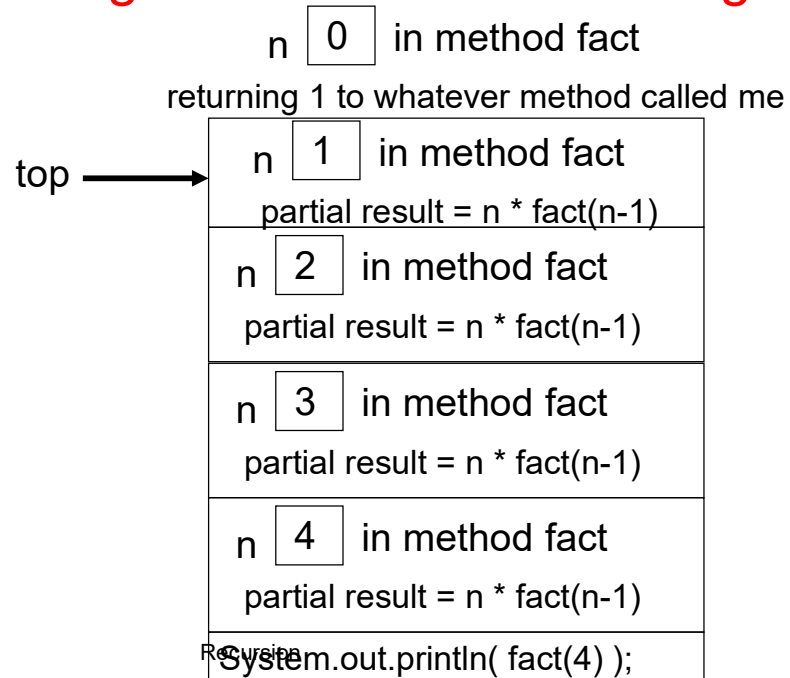 n 0 in method fact
returning 1 to whatever method called me
n 1 in method fact
top
partial result = n * fact(n-1)
n 2 in method fact
partial result = n * fact(n-1)
n 3 in method fact
partial result = n * fact(n-1)
n 4 in method fact
partial result = n * fact(n-1)
Recursion
System.out.println( fact(4) );